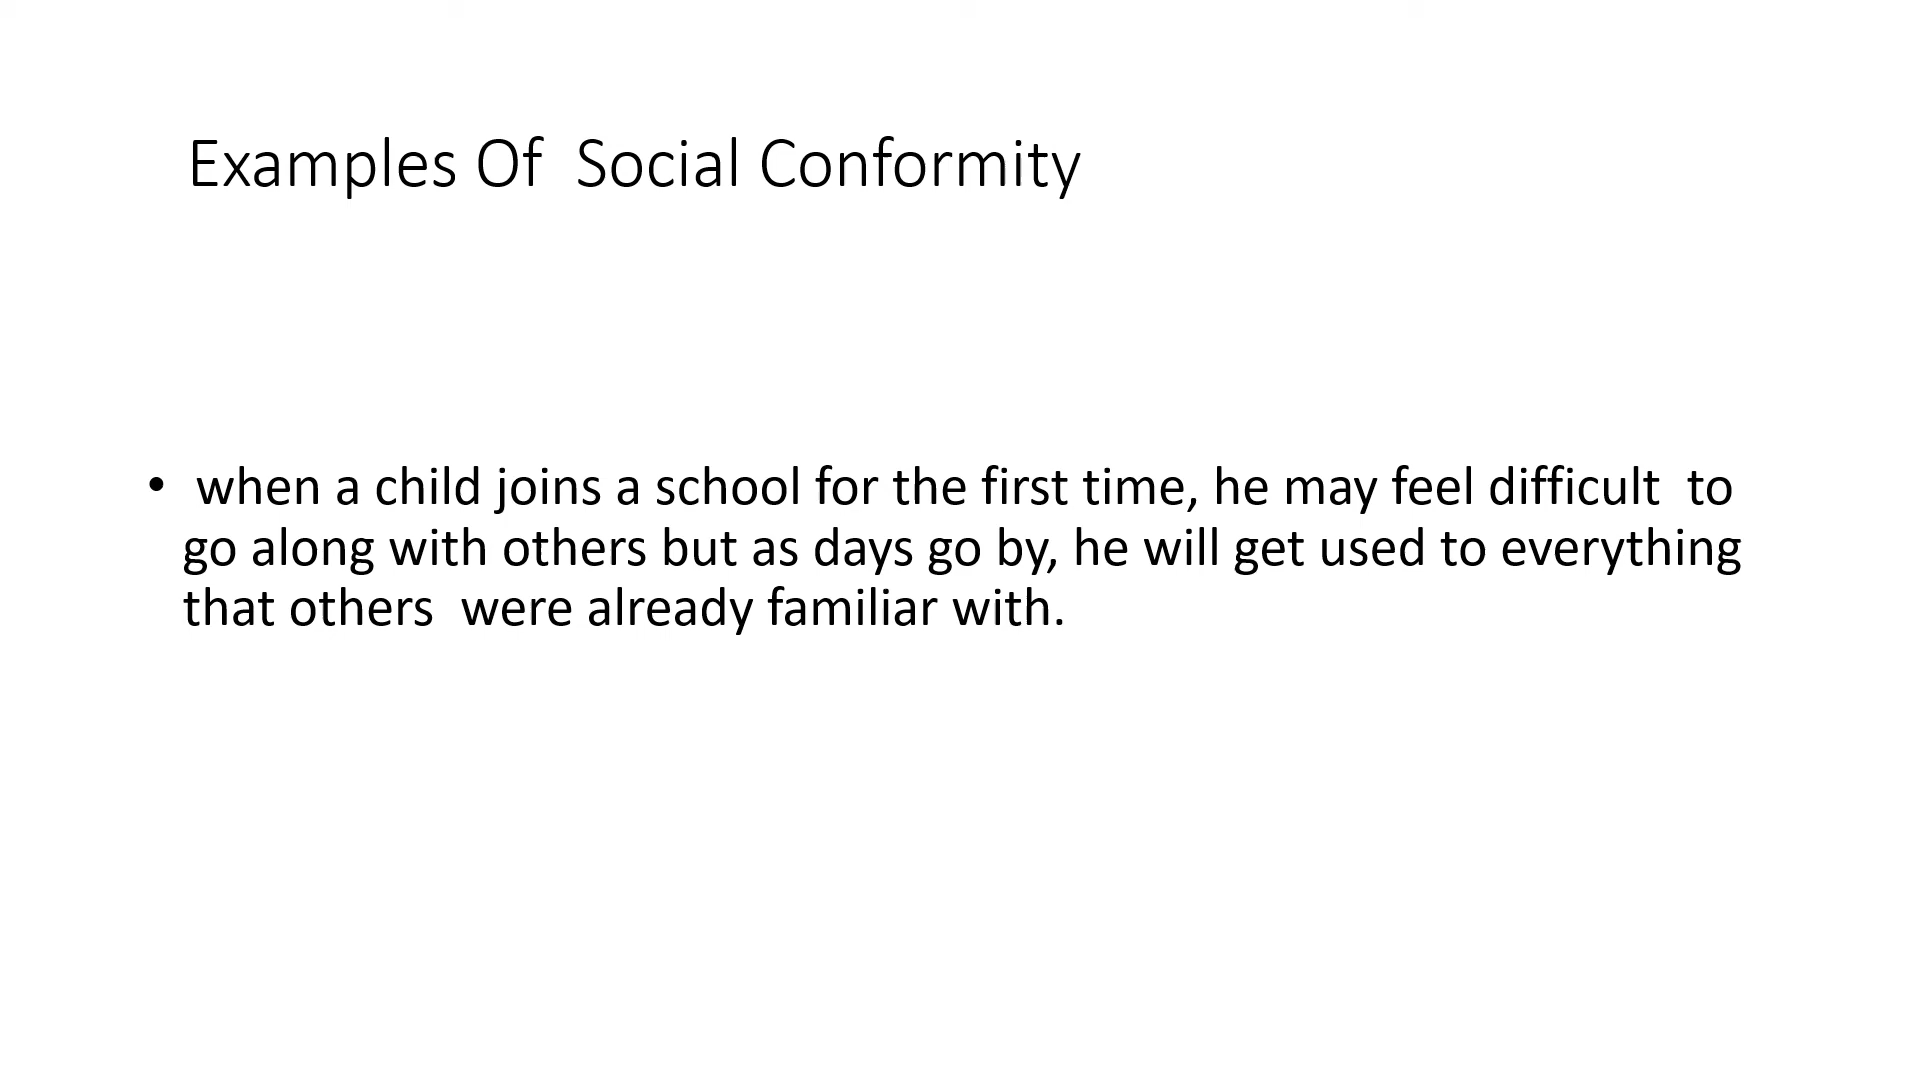 Examples Of  Social Conformity
• when a child joins a school for the first time, he may feel difficult  to
go along with others but as days go by, he will get used to everything
that others  were already familiar with.